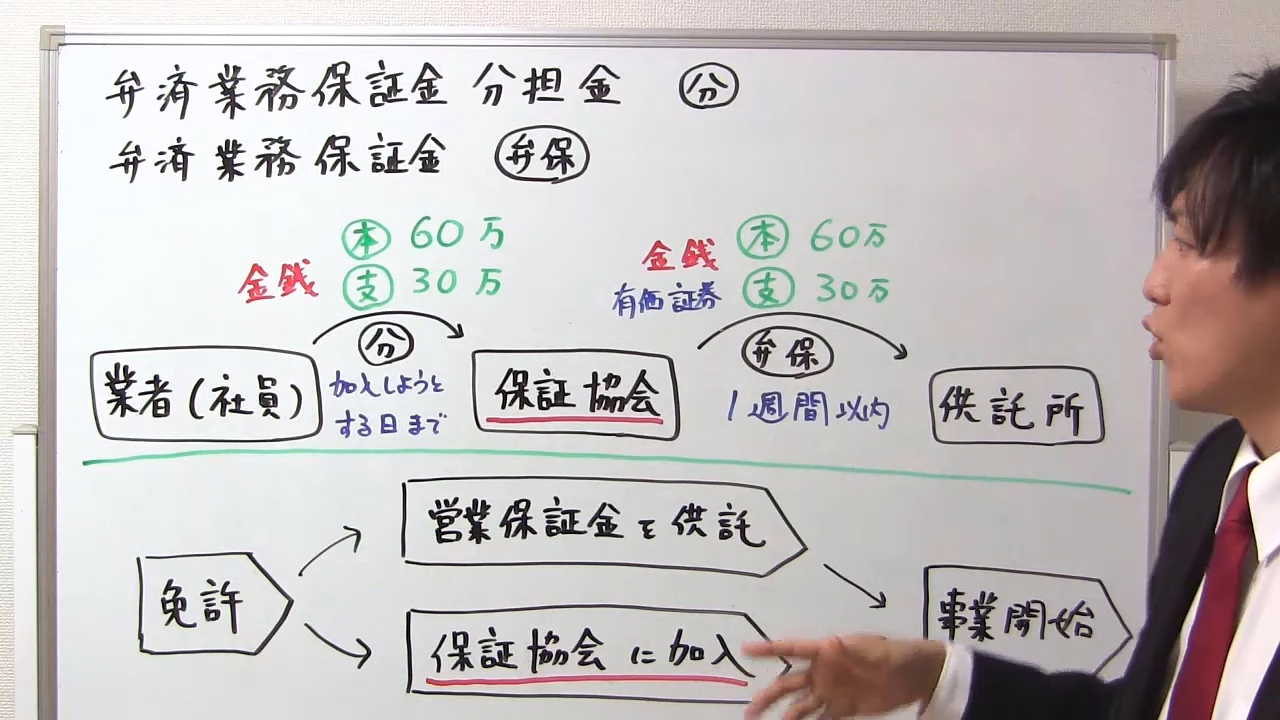 弁済業務保証金分担金 分
弁済業務保証金 弁保
本 60万
金銭 支 30万
分
業者(社員)
加入しようと
する日まで
保証協会
本 60万
金銭
有価証券 支 30万
弁保
1週間以内
供託所
免許
営業保証金を供託
保証協会に加入
事業開始